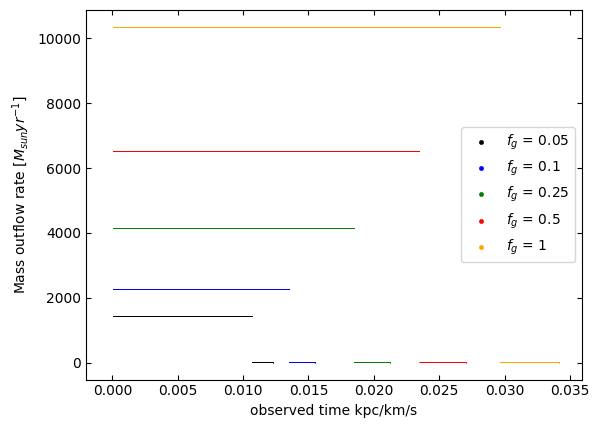 10000
8000
6000
4000
2000
0
Mass outflow rate [$M_{sun}yr^{-1}$]
$f_g$ = 0.05
$f_g$ = 0.1
$f_g$ = 0.25
$f_g$ = 0.5
$f_g$ = 1
0.000 0.005 0.010 0.015 0.020 0.025 0.030 0.035
observed time kpc/km/s